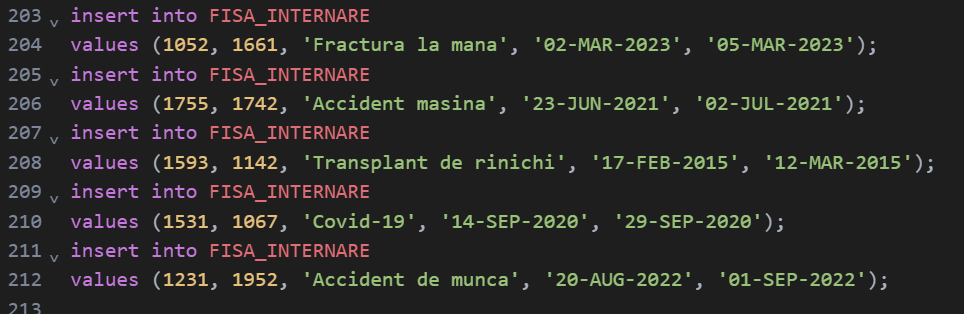 203 insert into FISA_INTERNARE
204 values (1052, 1661, 'Fractura la mana', '02-MAR-2023', '05-MAR-2023');
205 insert into FISA_INTERNARE
206 values (1755, 1742, 'Accident masina', '23-JUN-2021', '02-JUL-2021');
207 insert into FISA_INTERNARE
208 values (1593, 1142, 'Transplant de rinichi', '17-FEB-2015', '12-MAR-2015');
209 insert into FISA_INTERNARE
210 values (1531, 1067, 'Covid-19', '14-SEP-2020', '29-SEP-2020');
211 insert into FISA_INTERNARE
212 values (1231, 1952, 'Accident de munca', '20-AUG-2022', '01-SEP-2022');
213